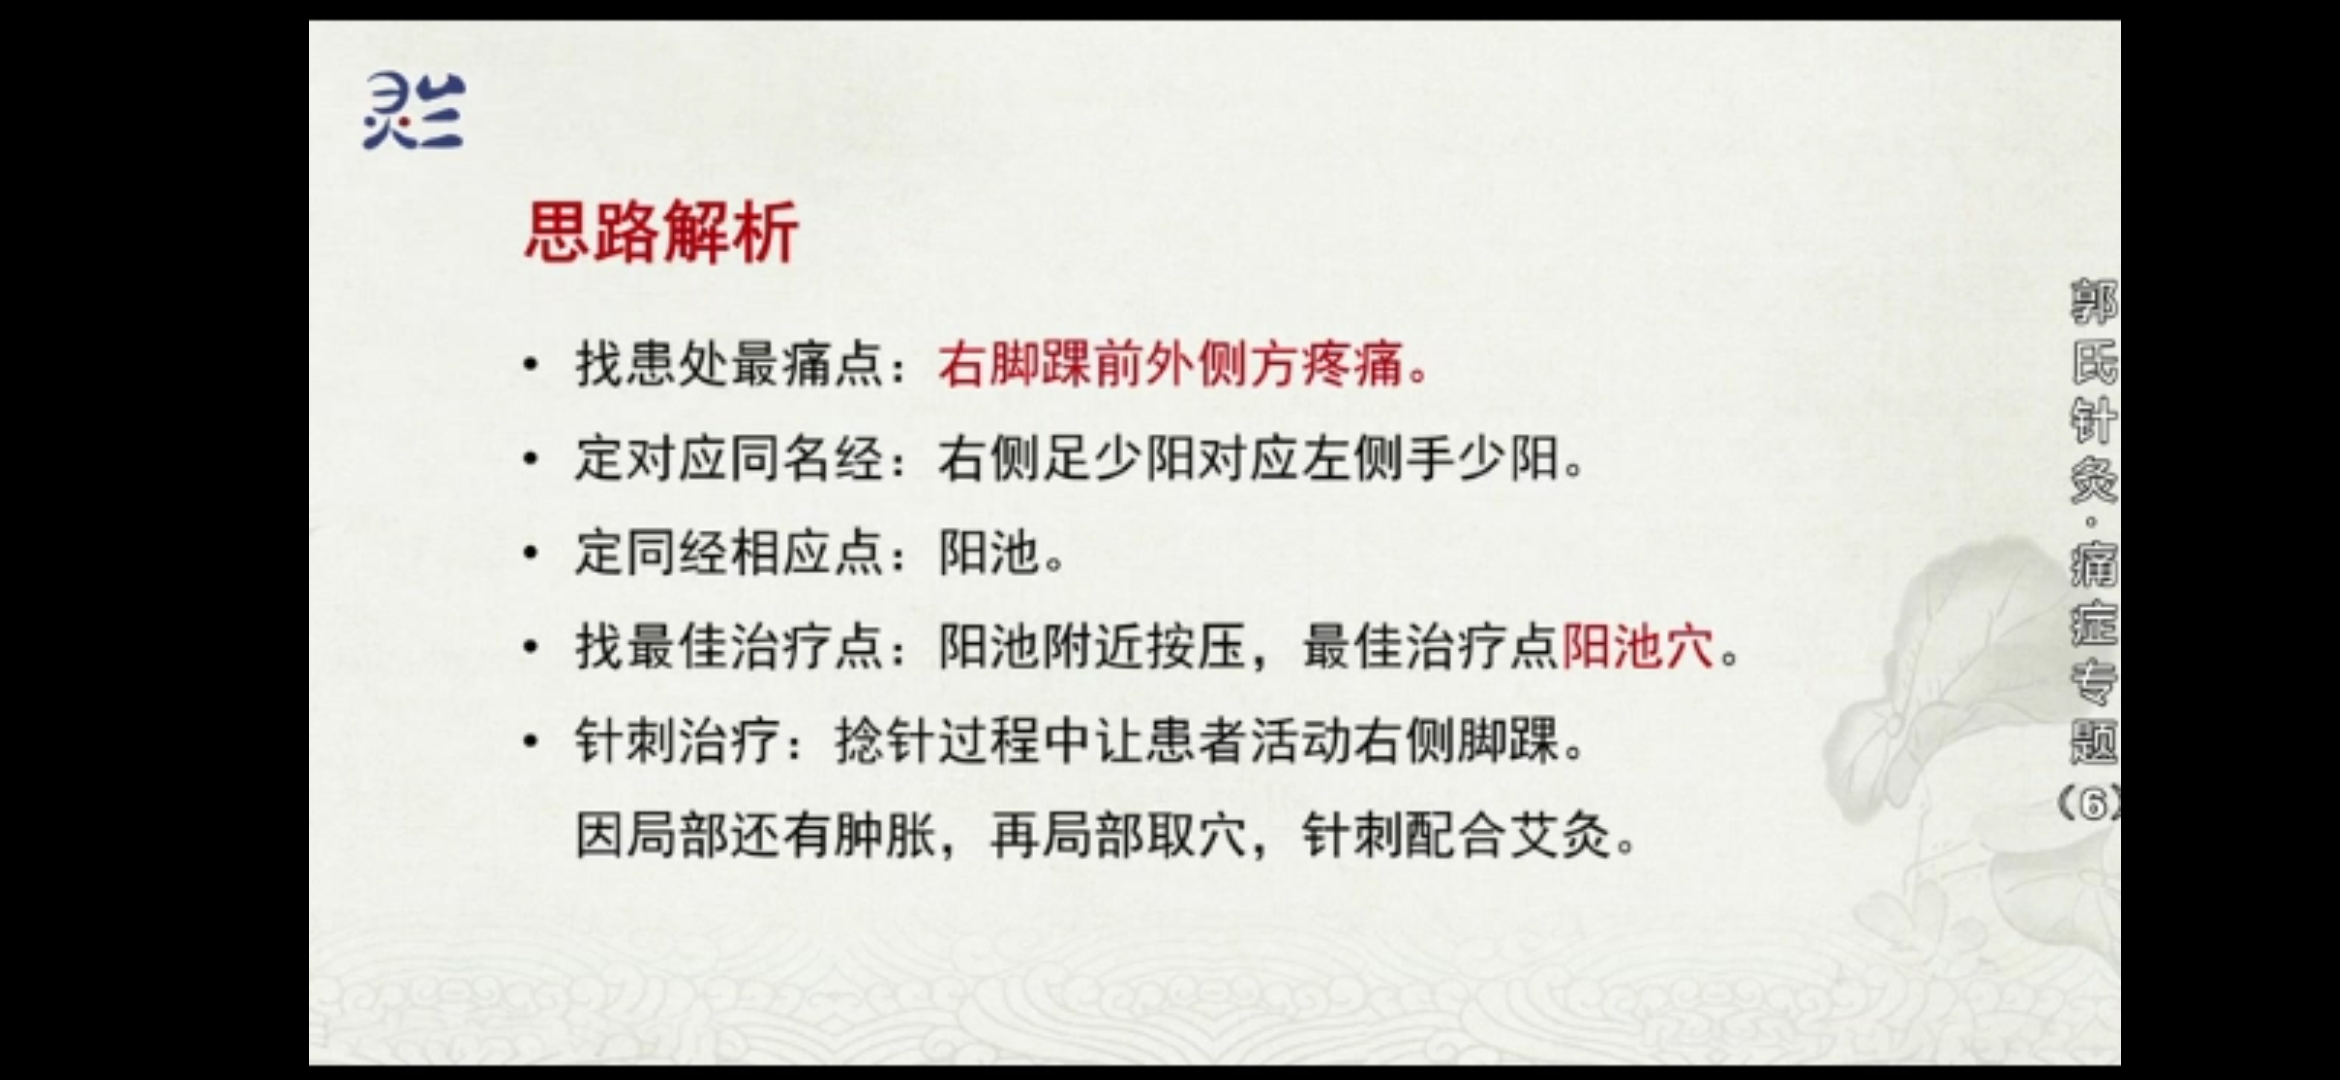 灵兰
思路解析
• 找患处最痛点：右脚踝前外侧方疼痛。
• 定对应同名经：右侧足少阳对应左侧手少阳。
• 定同经相应点：阳池。
• 找最佳治疗点：阳池附近按压，最佳治疗点阳池穴。
• 针刺治疗：捻针过程中让患者活动右侧脚踝。
因局部还有肿胀，再局部取穴，针刺配合艾灸。
郭氏针灸·痛症专题（6）